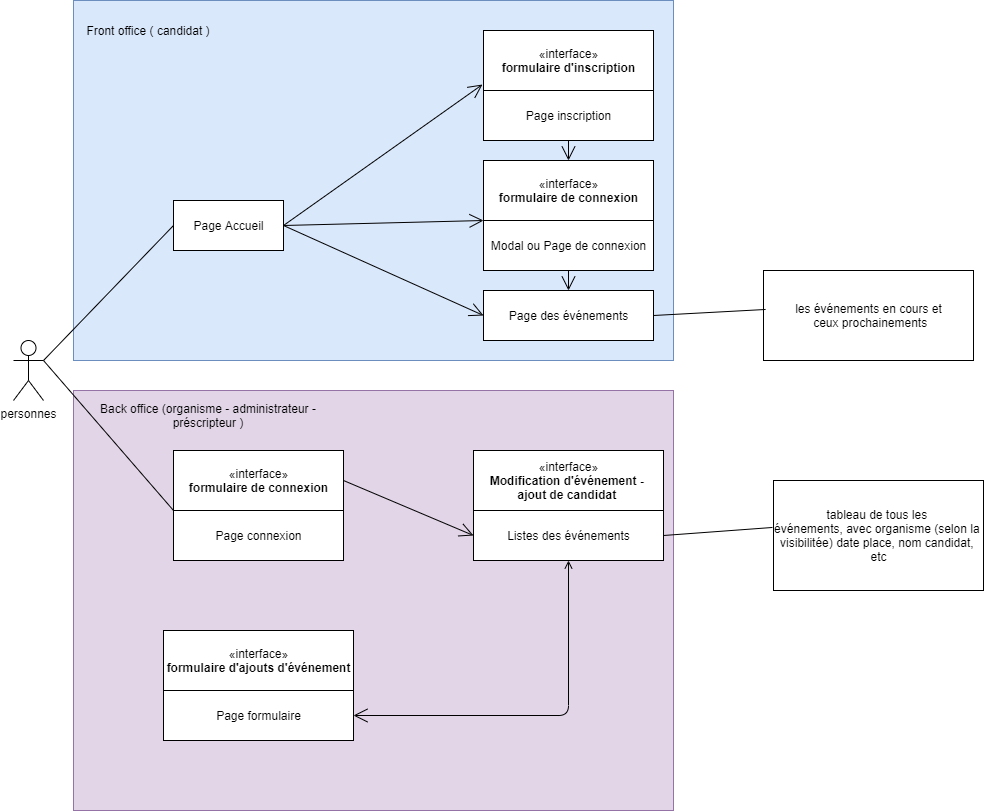 Front office ( candidat )
«interface»
formulaire d'inscription
Page inscription
«interface»
formulaire de connexion
Modal ou Page de connexion
Page Accueil
Page des événements
les événements en cours et
ceux prochainements
personnes
Back office (organisme - administrateur -
préscripteur )
«interface»
formulaire de connexion
Page connexion
«interface»
Modification d'événement -
ajout de candidat
Listes des événements
tableau de tous les
événements, avec organisme (selon la
visibilitée) date place, nom candidat,
etc
«interface»
formulaire d'ajouts d'événement
Page formulaire